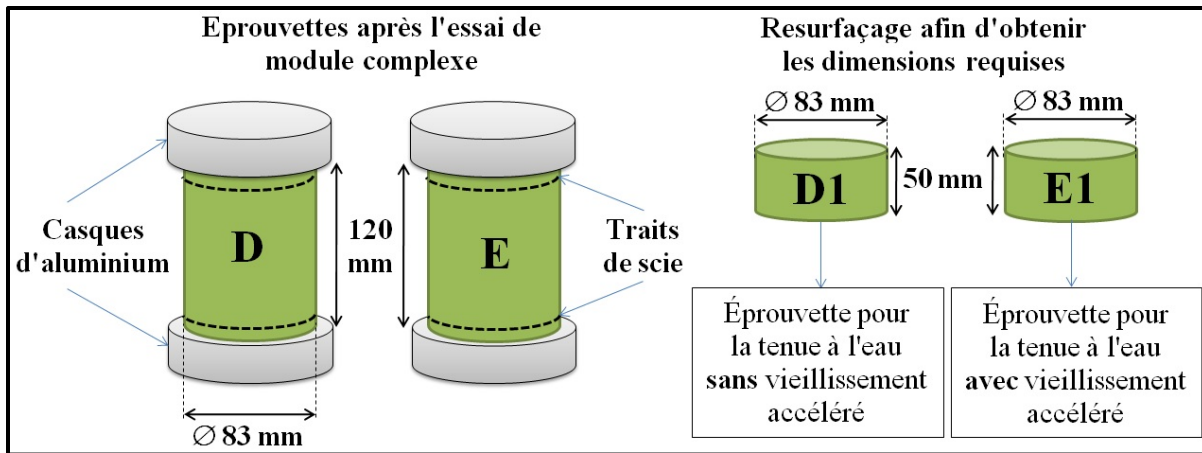 Eprouvettes après l'essai de
module complexe
Casques
d'aluminium
D
120
mm
E
Traits
de scie
∅ 83 mm
Resurfaçage afin d'obtenir
les dimensions requises
∅ 83 mm
∅ 83 mm
D1
50 mm
E1
Éprouvette pour
la tenue à l'eau
sans vieillissement
accéléré
Éprouvette pour
la tenue à l'eau
avec vieillissement
accéléré